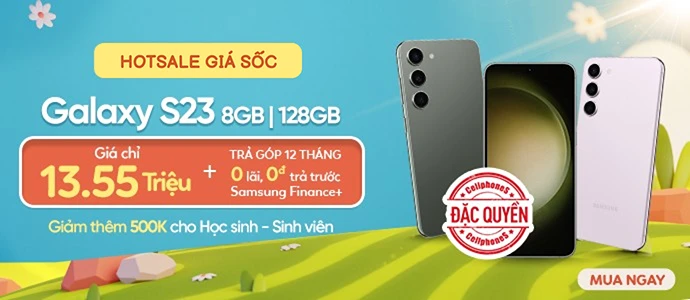 HOTSALE GIÁ SỐC
Galaxy S23 8GB | 128GB
Giá chỉ
13.55 Triệu
+
TRẢ GÓP 12 THÁNG
0 lãi, 0đ trả trước
Samsung Finance+
Giảm thêm 500K cho Học sinh - Sinh viên
CellphoneS
ĐẶC QUYỀN
CellphoneS
SAMSUNG
MUA NGAY